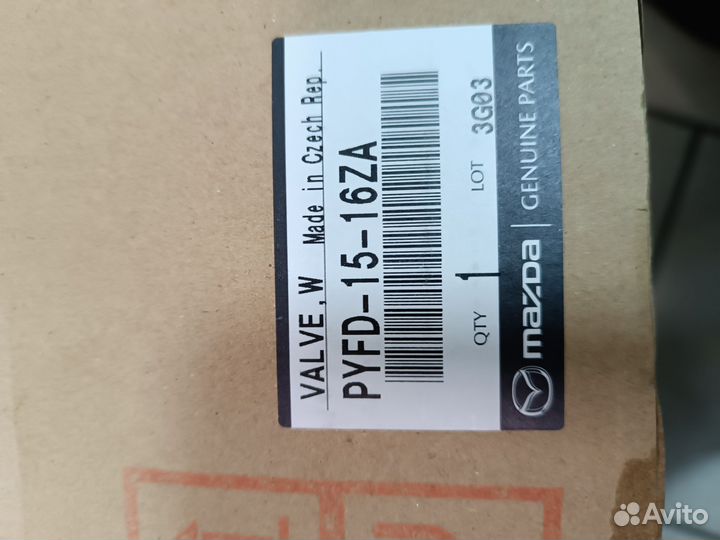 VALVE,W Made in Czech Rep.
PYFD-15-16ZA
QTY 1 LOT 3G03
mazda GENUINE PARTS
Avito